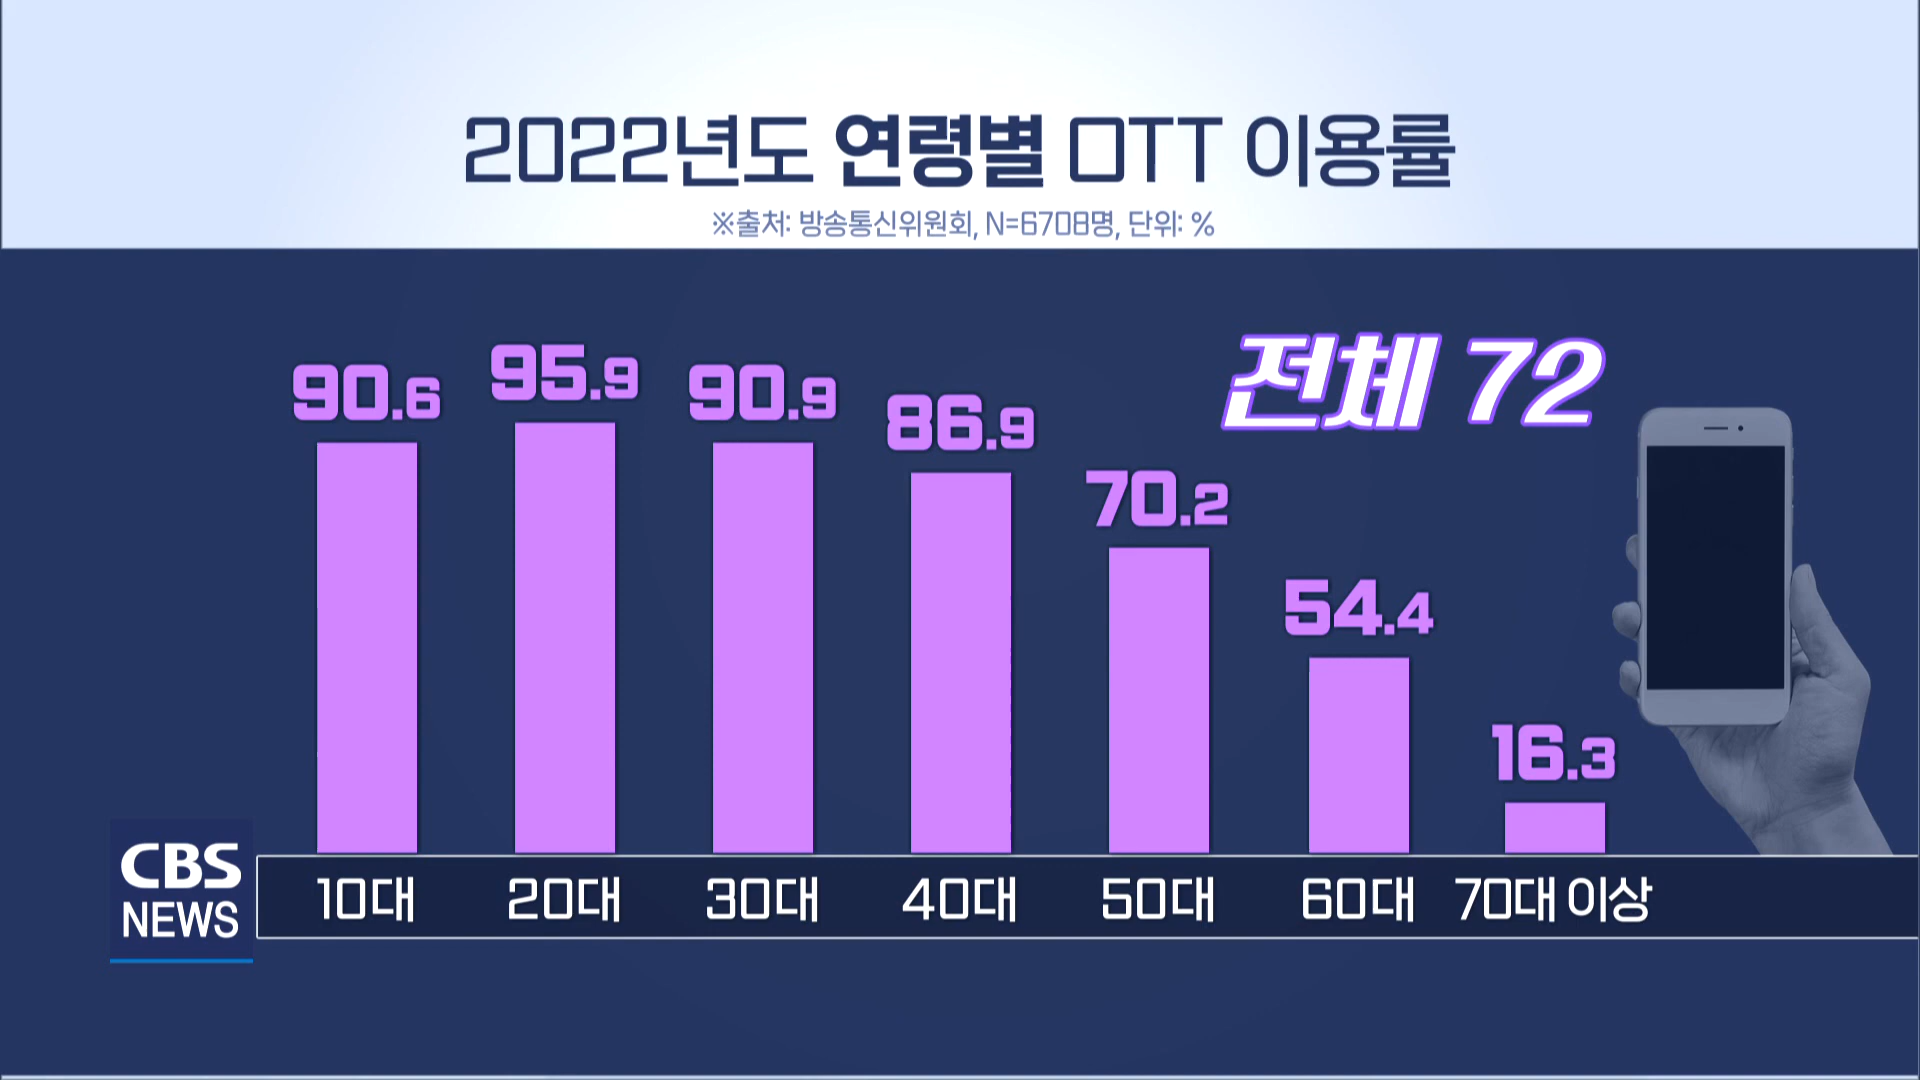 2022년도 연령별 OTT 이용률
※출처: 방송통신위원회, N=6708명, 단위: %
전체 72
90.6
95.9
90.9
86.9
70.2
54.4
16.3
10대
20대
30대
40대
50대
60대
70대 이상
CBS
NEWS